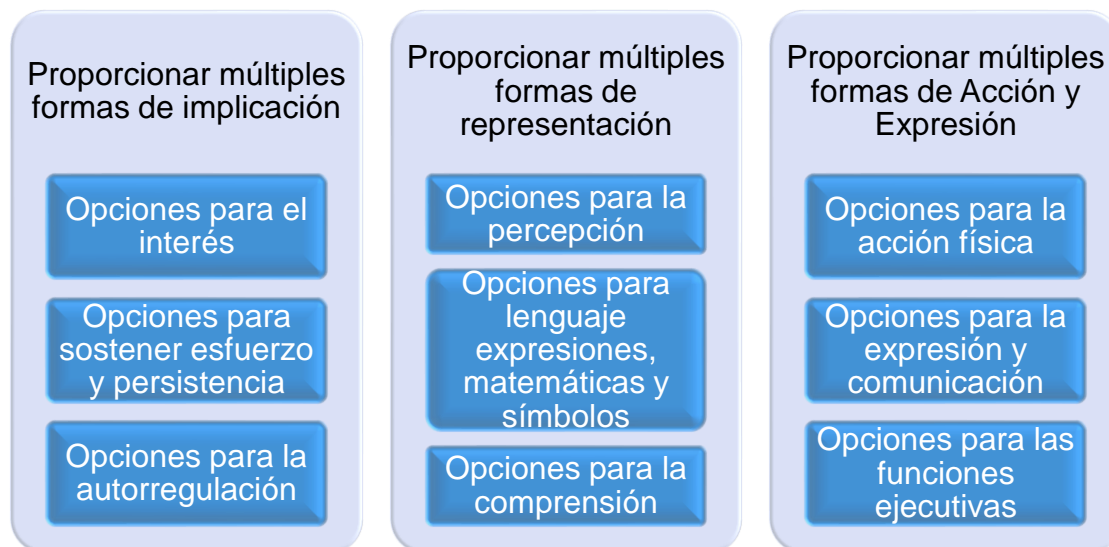 Proporcionar múltiples
formas de implicación
Opciones para el
interés
Opciones para
sostener esfuerzo
y persistencia
Opciones para la
autorregulación
Proporcionar múltiples
formas de
representación
Opciones para la
percepción
Opciones para
lenguaje
expresiones,
matemáticas y
símbolos
Opciones para la
comprensión
Proporcionar múltiples
formas de Acción y
Expresión
Opciones para la
acción física
Opciones para la
expresión y
comunicación
Opciones para las
funciones
ejecutivas